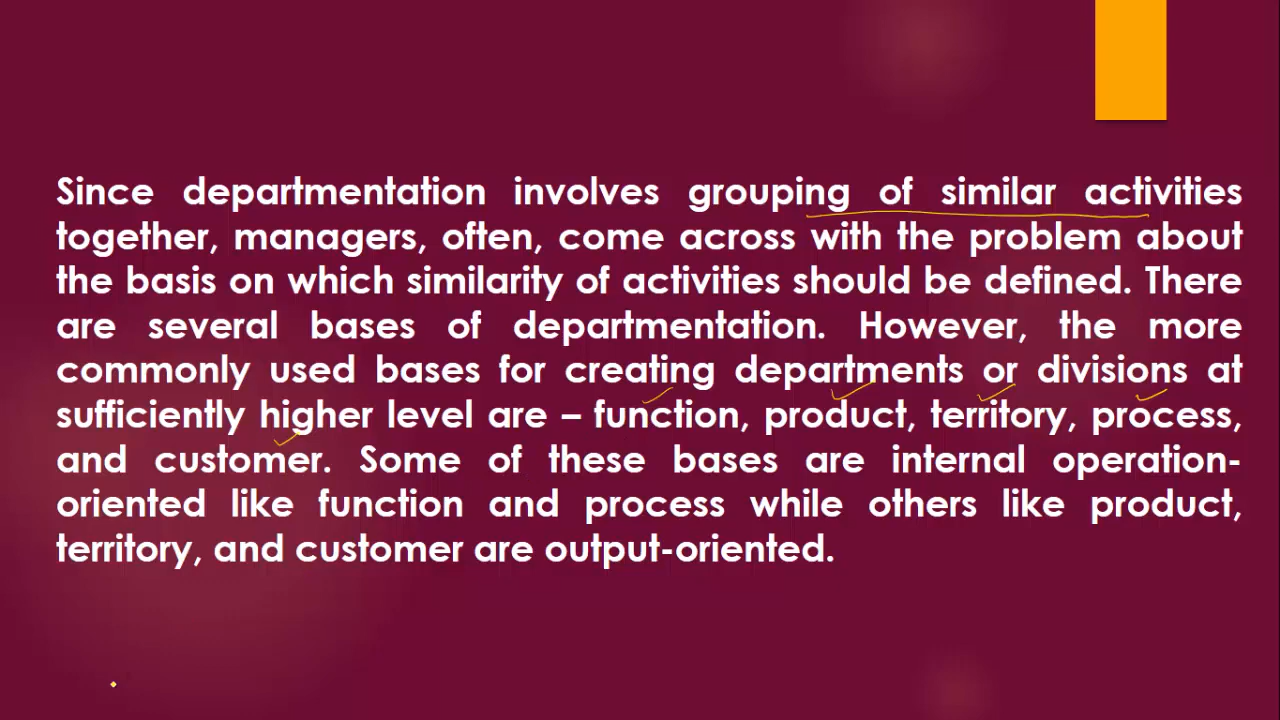 Since departmentation involves grouping of similar activities
together, managers, often, come across with the problem about
the basis on which similarity of activities should be defined. There
are several bases of departmentation. However, the more
commonly used bases for creating departments or divisions at
sufficiently higher level are – function, product, territory, process,
and customer. Some of these bases are internal operation-
oriented like function and process while others like product,
territory, and customer are output-oriented.